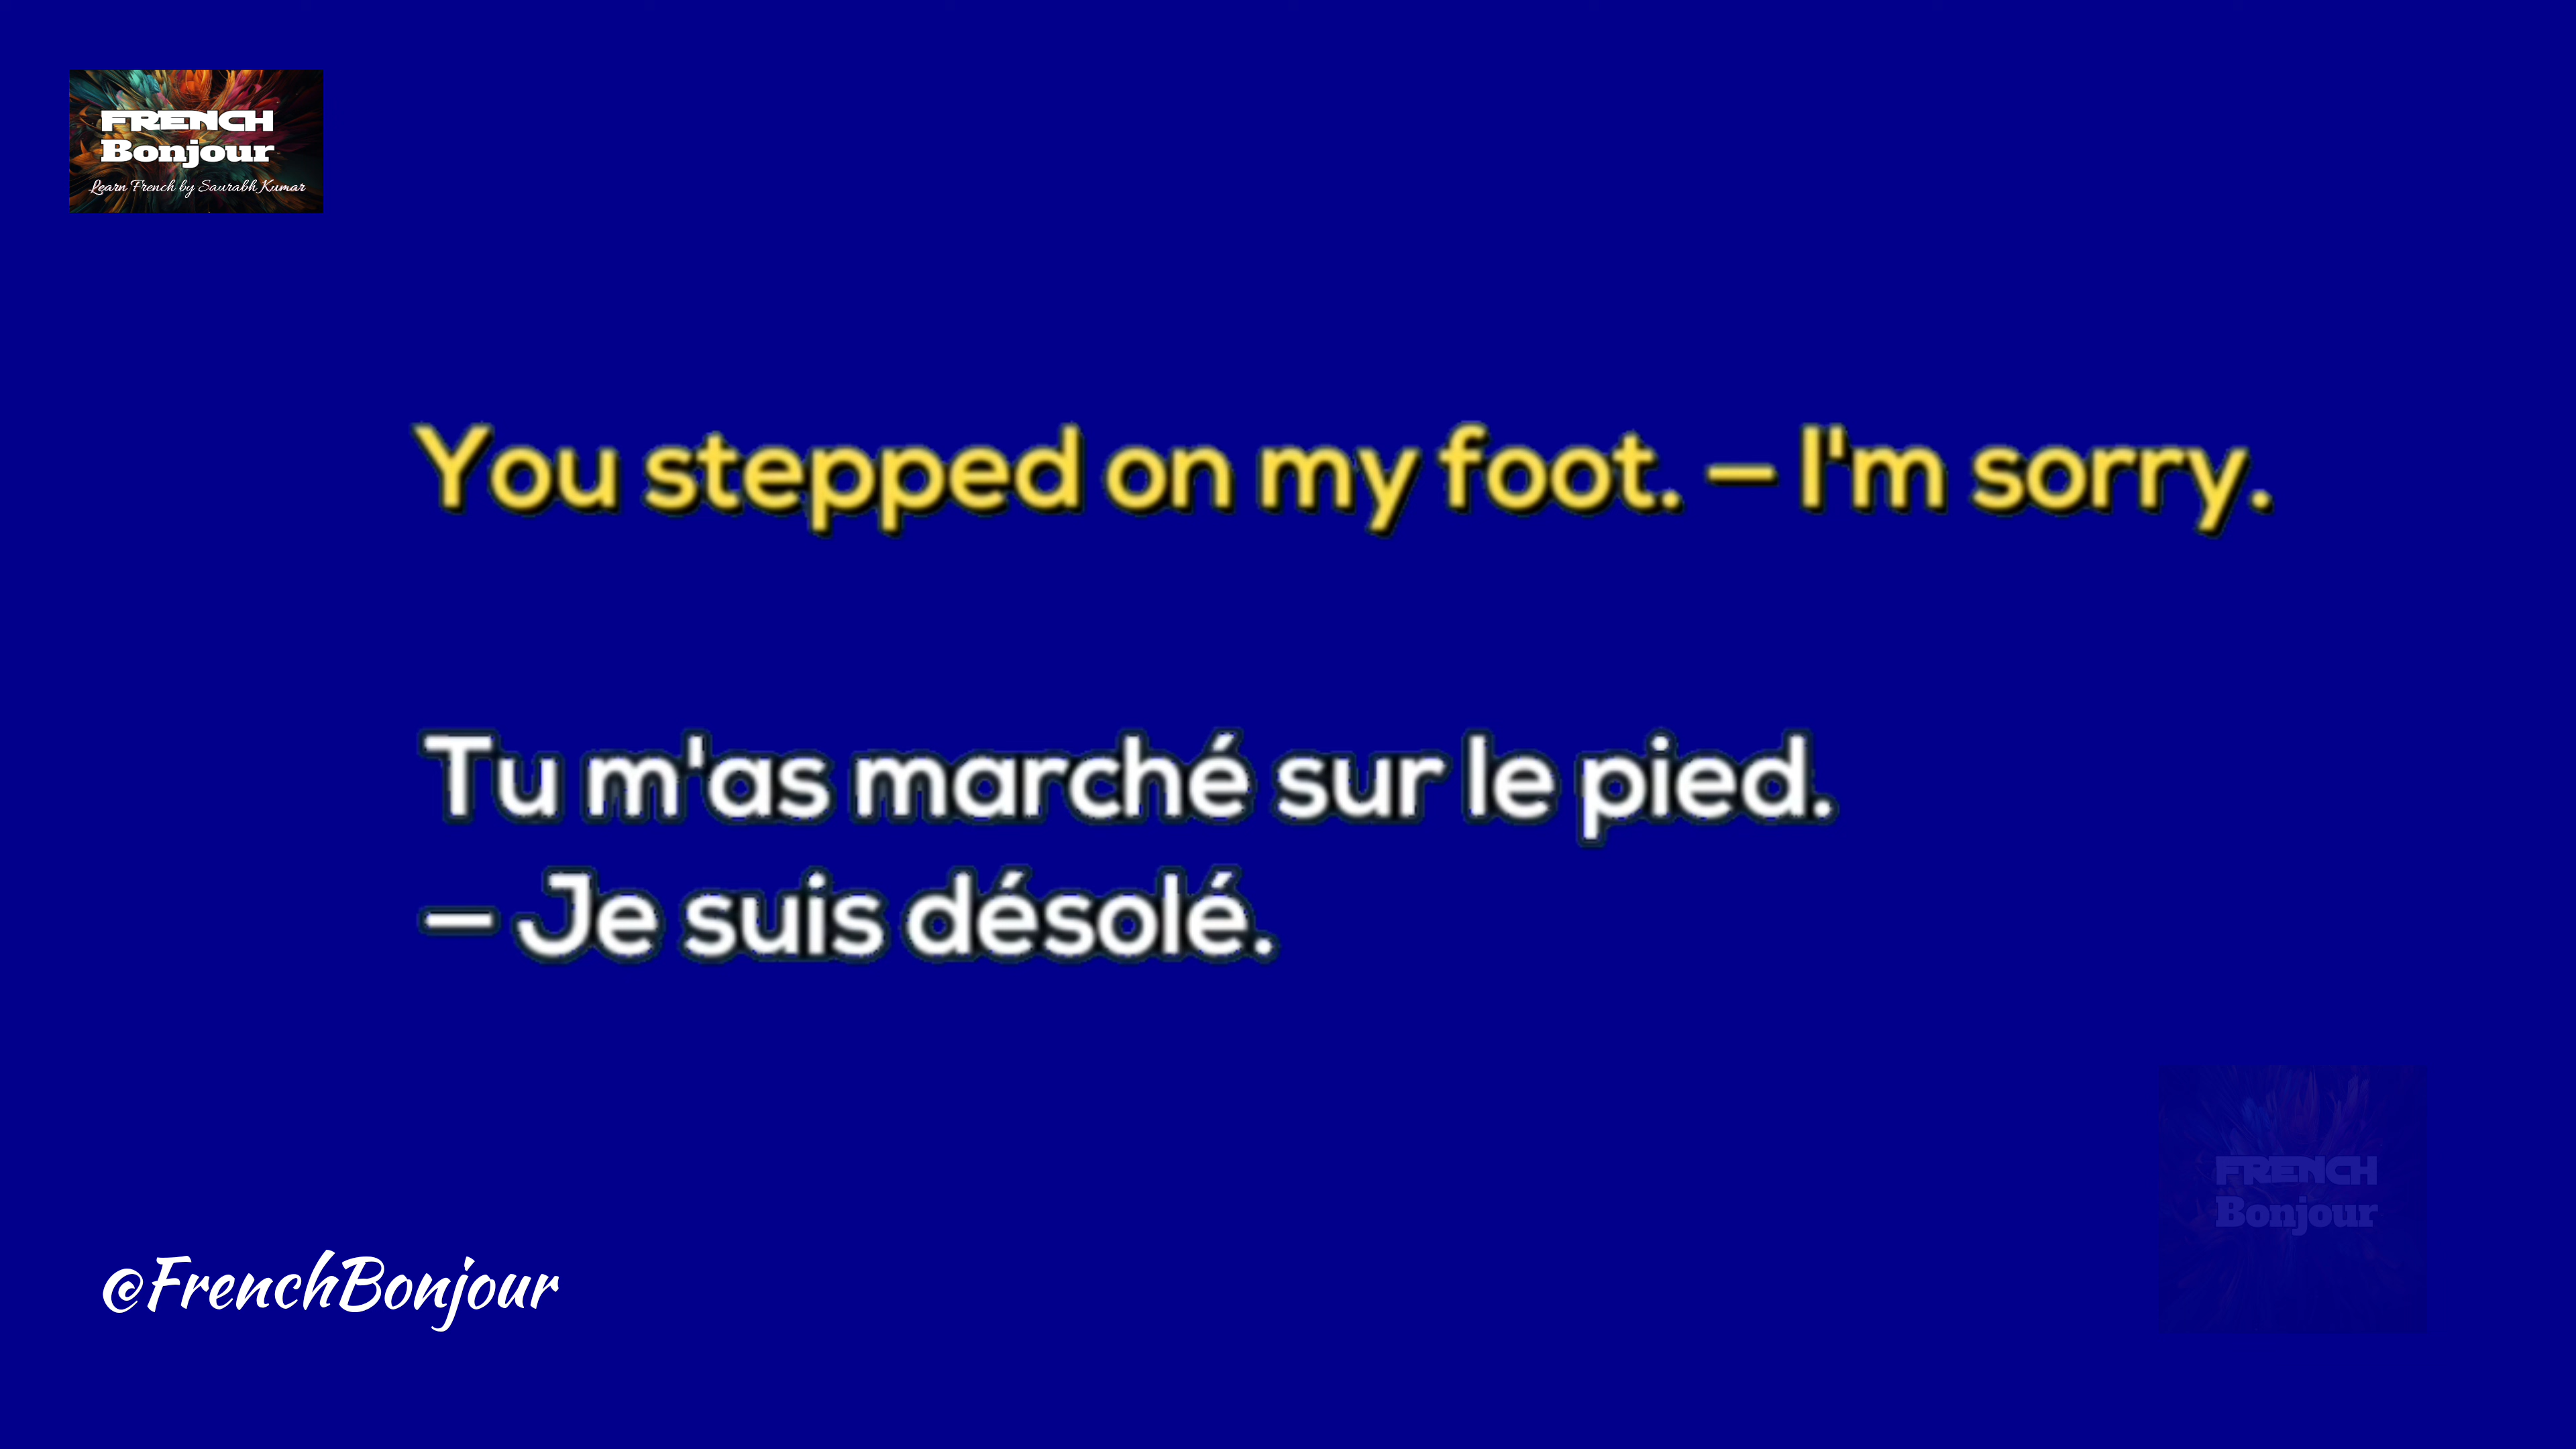 FRENCH
Bonjour
Learn French by Saurabh Kumar
You stepped on my foot. – I'm sorry.
Tu m'as marché sur le pied.
– Je suis désolé.
FRENCH
Bonjour
@FrenchBonjour